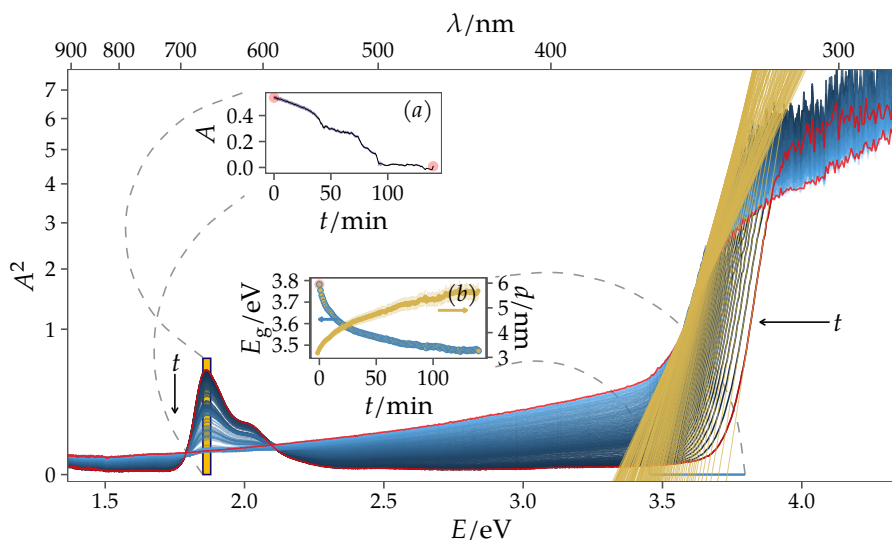 λ/nm
900 800 700 600 500 400 300
A²
7
6
5
4
3
2
1
0
(a)
A
0.4
0.2
0.0
0 100
t/min
(b)
E_g/eV
3.8
3.7
3.6
3.5
6
5
4
3
d/nm
0 50 100
t/min
t
t
1.5 2.0 2.5 3.0 3.5 4.0
E/eV